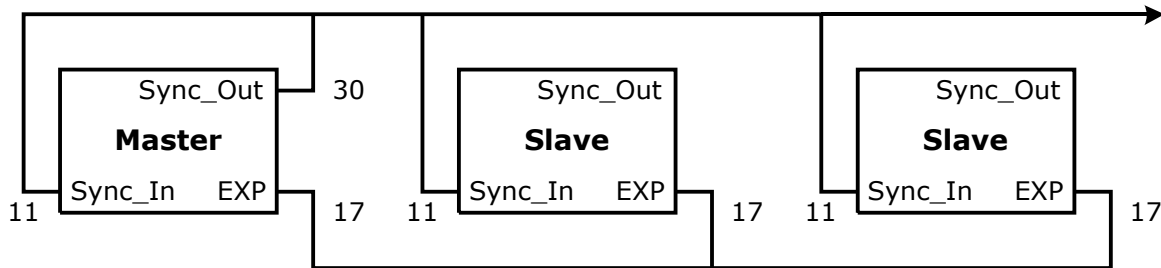 Sync_Out 30 Sync_Out Sync_Out
Master Slave Slave
Sync_In EXP Sync_In EXP Sync_In EXP
11 17 11 17 11 17